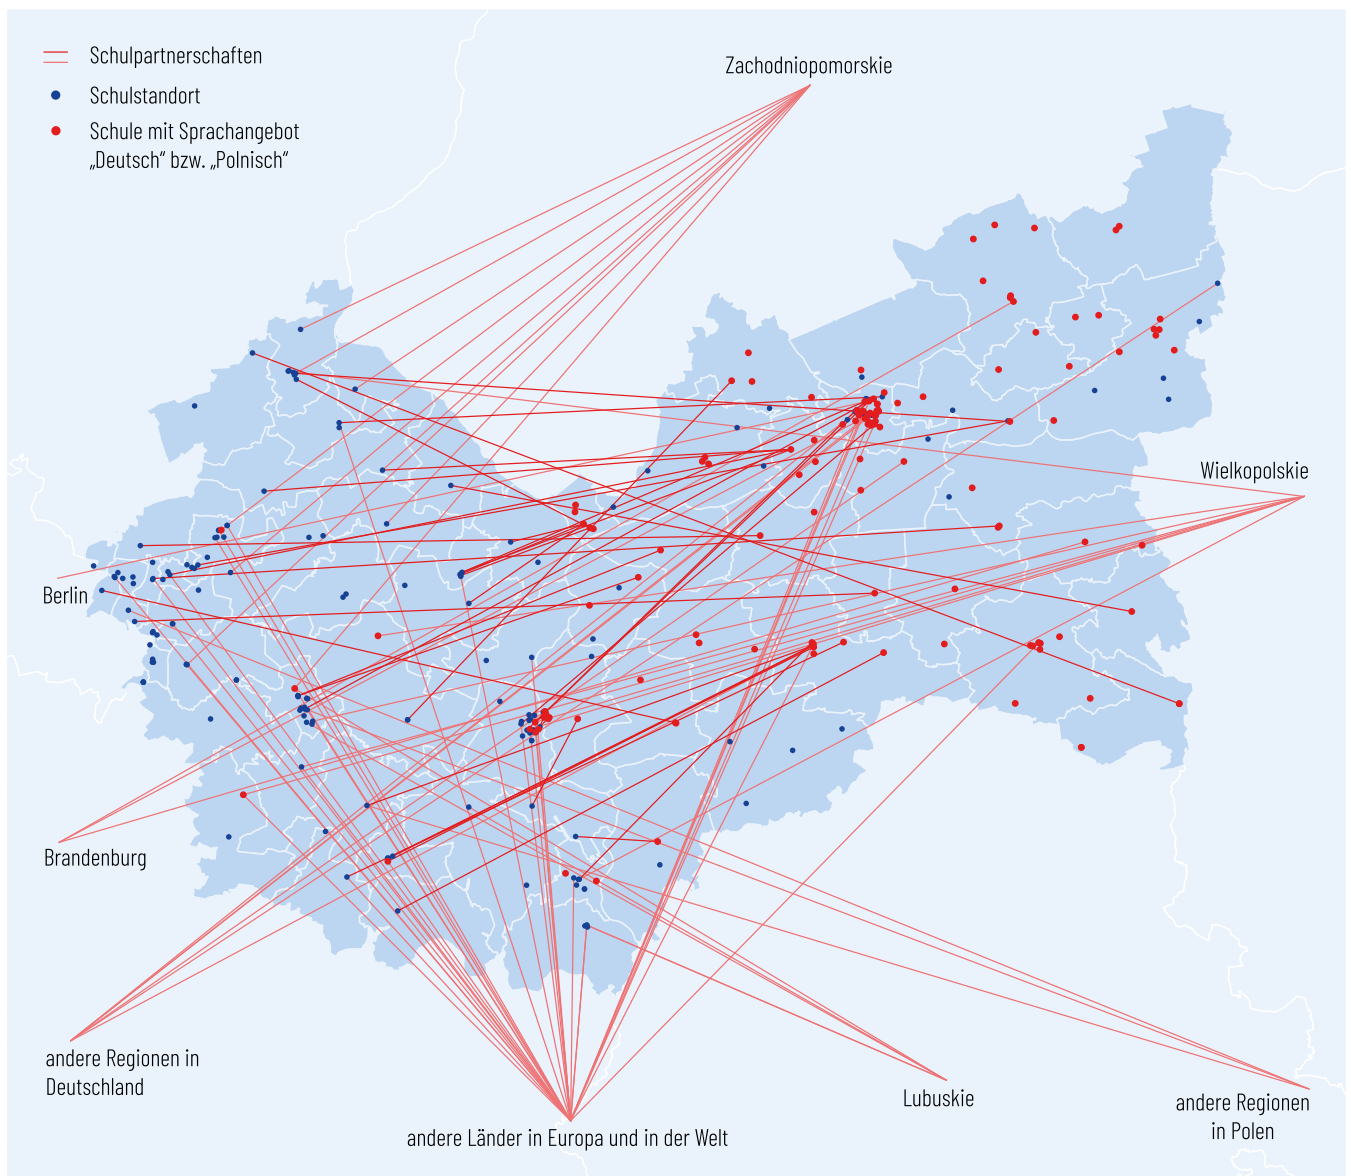 Schulpartnerschaften
Schulstandort
Schule mit Sprachangebot
„Deutsch“ bzw. „Polnisch“
Zachodniopomorskie
Wielkopolskie
Berlin
Brandenburg
andere Regionen in
Deutschland
andere Länder in Europa und in der Welt
Lubuskie
andere Regionen
in Polen